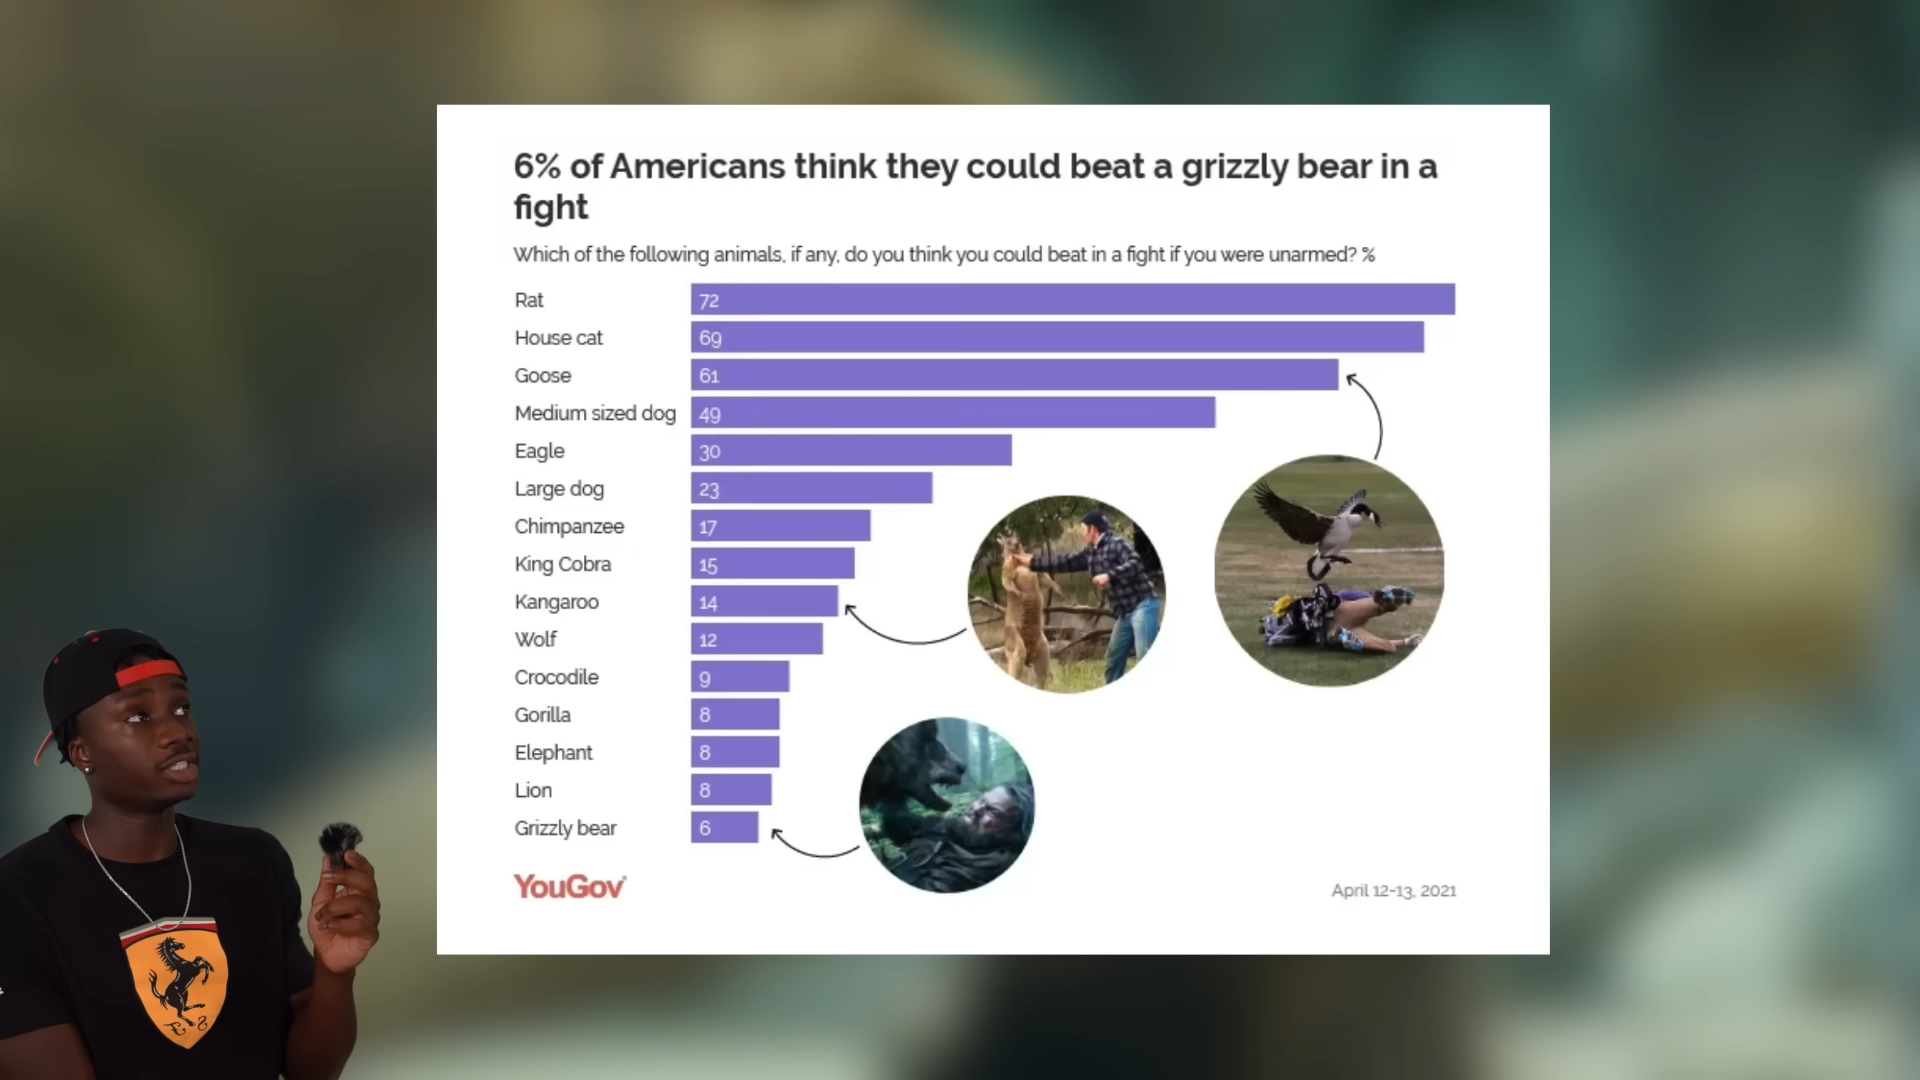 6% of Americans think they could beat a grizzly bear in a
fight
Which of the following animals, if any, do you think you could beat in a fight if you were unarmed? %
Rat 72
House cat 69
Goose 61
Medium sized dog 49
Eagle 30
Large dog 23
Chimpanzee 17
King Cobra 15
Kangaroo 14
Wolf 12
Crocodile 9
Gorilla 8
Elephant 8
Lion 8
Grizzly bear 6
YouGov
April 12-13, 2021